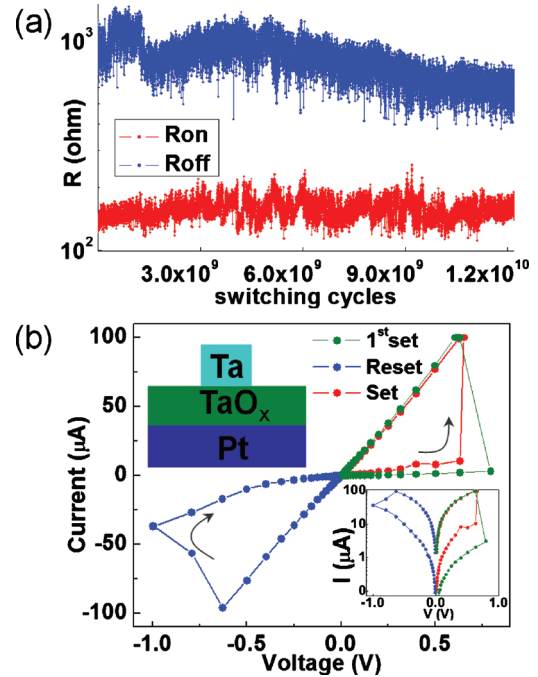 (a)
10³
R (ohm)
Ron
Roff
10²
3.0x10⁹ 6.0x10⁹ 9.0x10⁹ 1.2x10¹⁰
switching cycles
(b)
100
50
0
-50
-100
Current (µA)
1ˢᵗset
Reset
Set
Ta
TaOₓ
Pt
100
10
1
0
I (µA)
-1.0 0.0 1.0
V (V)
-1.0 -0.5 0.0 0.5
Voltage (V)